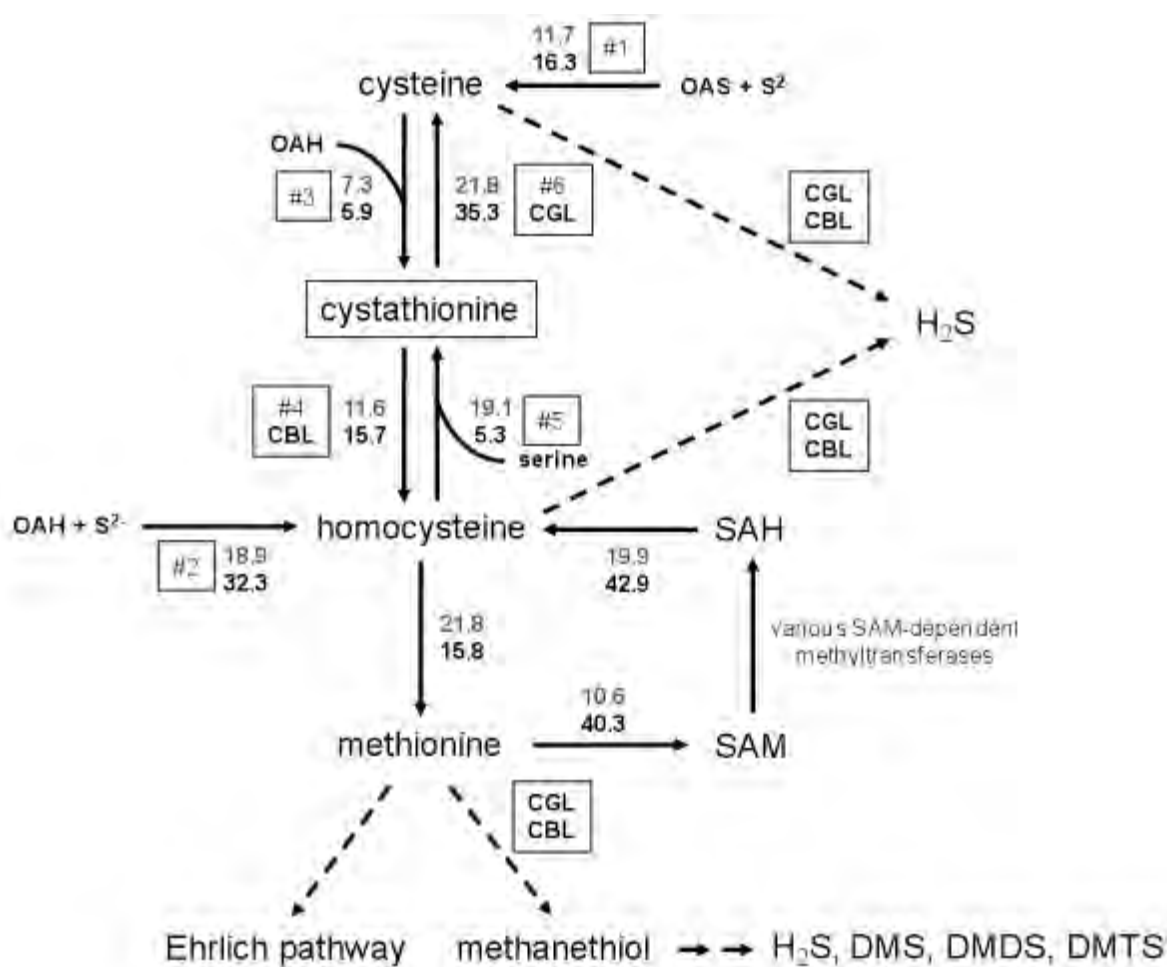 11.7
16.3
#1
cysteine
OAS + S²⁻
OAH
#3
7.3
5.9
21.8
35.3
#6
CGL
CGL
CBL
cystathionine
H₂S
#4
CBL
11.6
15.7
19.1
5.3
#5
serine
CGL
CBL
OAH + S²⁻
homocysteine
SAH
#2
18.9
32.3
19.9
42.9
21.8
15.8
various SAM-dependent
methyltransferases
10.6
40.3
methionine
SAM
CGL
CBL
Ehrlich pathway
methanethiol
H₂S, DMS, DMDS, DMTS